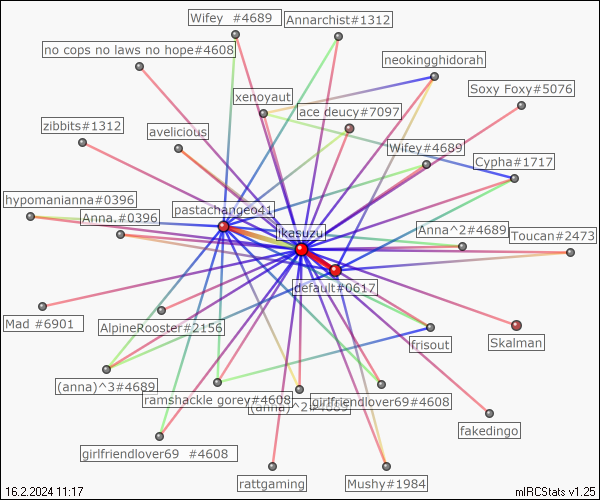 Wifey  #4689
Annarchist#1312
no cops no laws no hope#4608
neokingghidorah
Soxy Foxy#5076
xenoyaut
ace deucy#7097
zibbits#1312
avelicious
Wifey#4689
Cypha#1717
hypomanianna#0396
pastachangeo41
Anna.#0396
ikasuzu
Anna^2#4689
Toucan#2473
default#0617
Mad #6901
AlpineRooster#2156
frisout
Skalman
(anna)^3#4689
ramshackle gorey#4608
girlfriendlover69#4608
(anna)^2#4689
fakedingo
girlfriendlover69  #4608
rattgaming
Mushy#1984
16.2.2024 11:17
mIRCStats v1.25